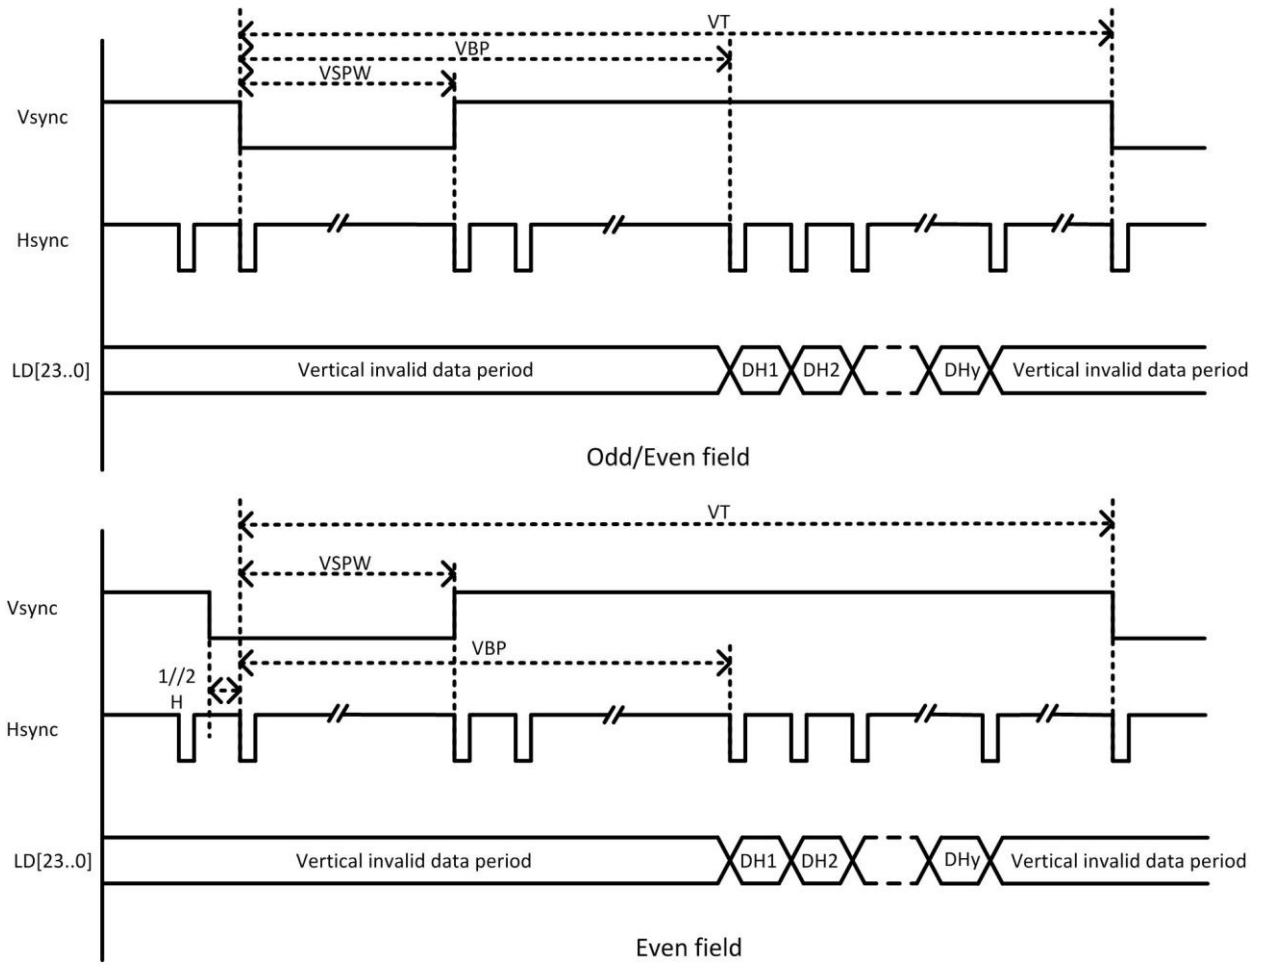 VT
VBP
VSPW
Vsync
Hsync
LD[23..0]
Vertical invalid data period
DH1
DH2
DHy
Vertical invalid data period
Odd/Even field
VT
VSPW
Vsync
VBP
1//2
H
Hsync
LD[23..0]
Vertical invalid data period
DH1
DH2
DHy
Vertical invalid data period
Even field